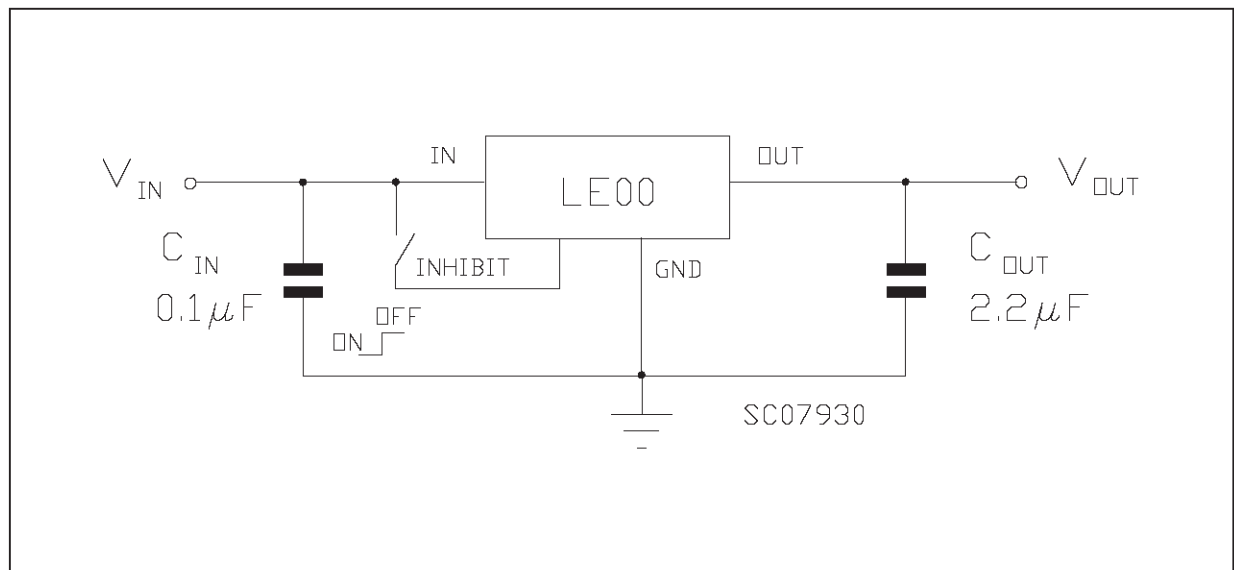 V IN
IN
LE00
OUT
V OUT
C IN
0.1µF
INHIBIT
GND
C OUT
2.2µF
OFF
ON
SC07930